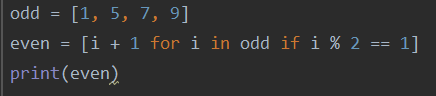 odd = [1, 5, 7, 9]
even = [i + 1 for i in odd if i % 2 == 1]
print(even)